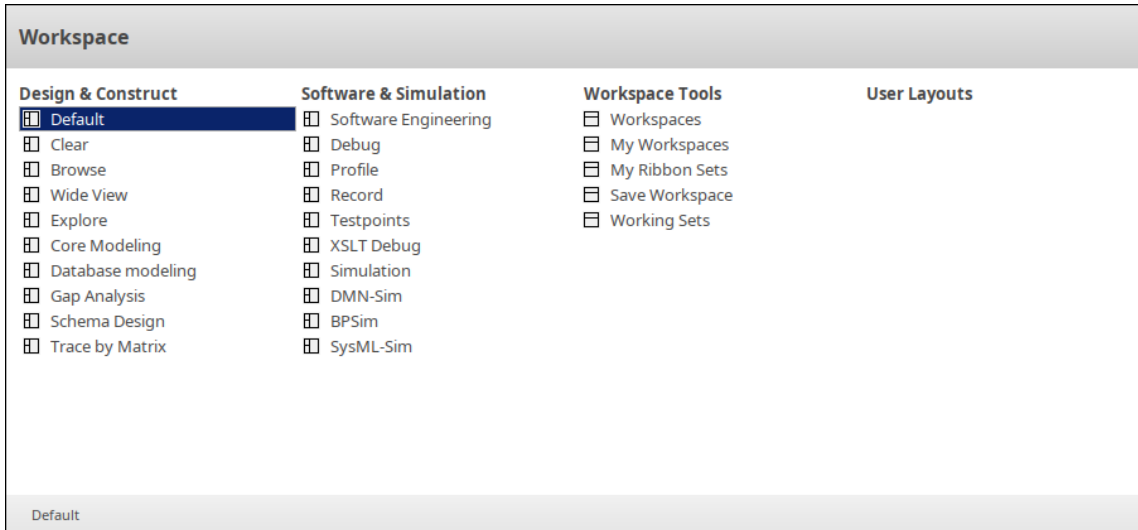 Workspace
Design & Construct
Default
Clear
Browse
Wide View
Explore
Core Modeling
Database modeling
Gap Analysis
Schema Design
Trace by Matrix
Software & Simulation
Software Engineering
Debug
Profile
Record
Testpoints
XSLT Debug
Simulation
DMN-Sim
BPSim
SysML-Sim
Workspace Tools
Workspaces
My Workspaces
My Ribbon Sets
Save Workspace
Working Sets
User Layouts
Default